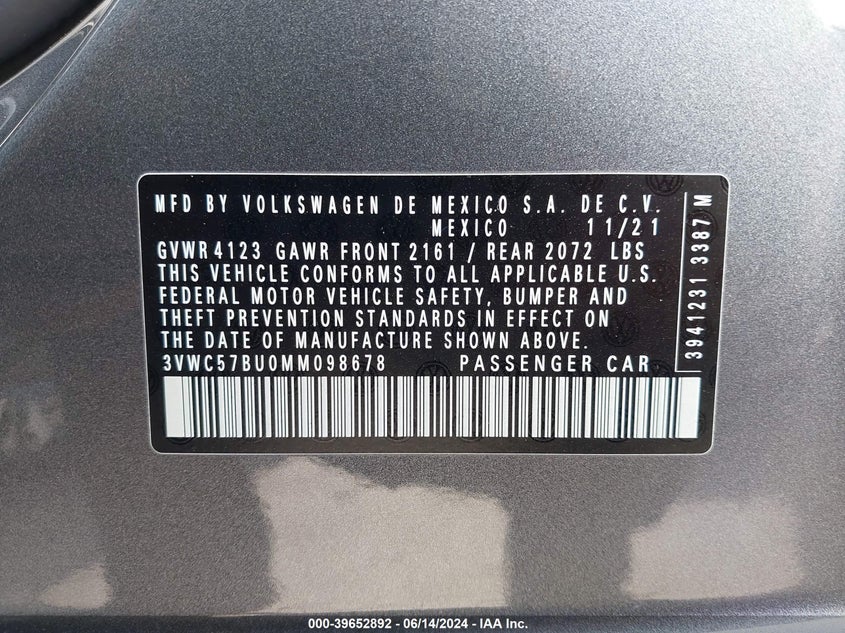 MFD BY VOLKSWAGEN DE MEXICO S.A. DE C.V.
MEXICO 11/21
GVWR 4123 GAWR FRONT 2161 / REAR 2072 LBS
THIS VEHICLE CONFORMS TO ALL APPLICABLE U.S.
FEDERAL MOTOR VEHICLE SAFETY, BUMPER AND
THEFT PREVENTION STANDARDS IN EFFECT ON
THE DATE OF MANUFACTURE SHOWN ABOVE.
3VWC57BU0MM098678 PASSENGER CAR
3941231 3387 M
000-39652892 - 06/14/2024 - IAA Inc.